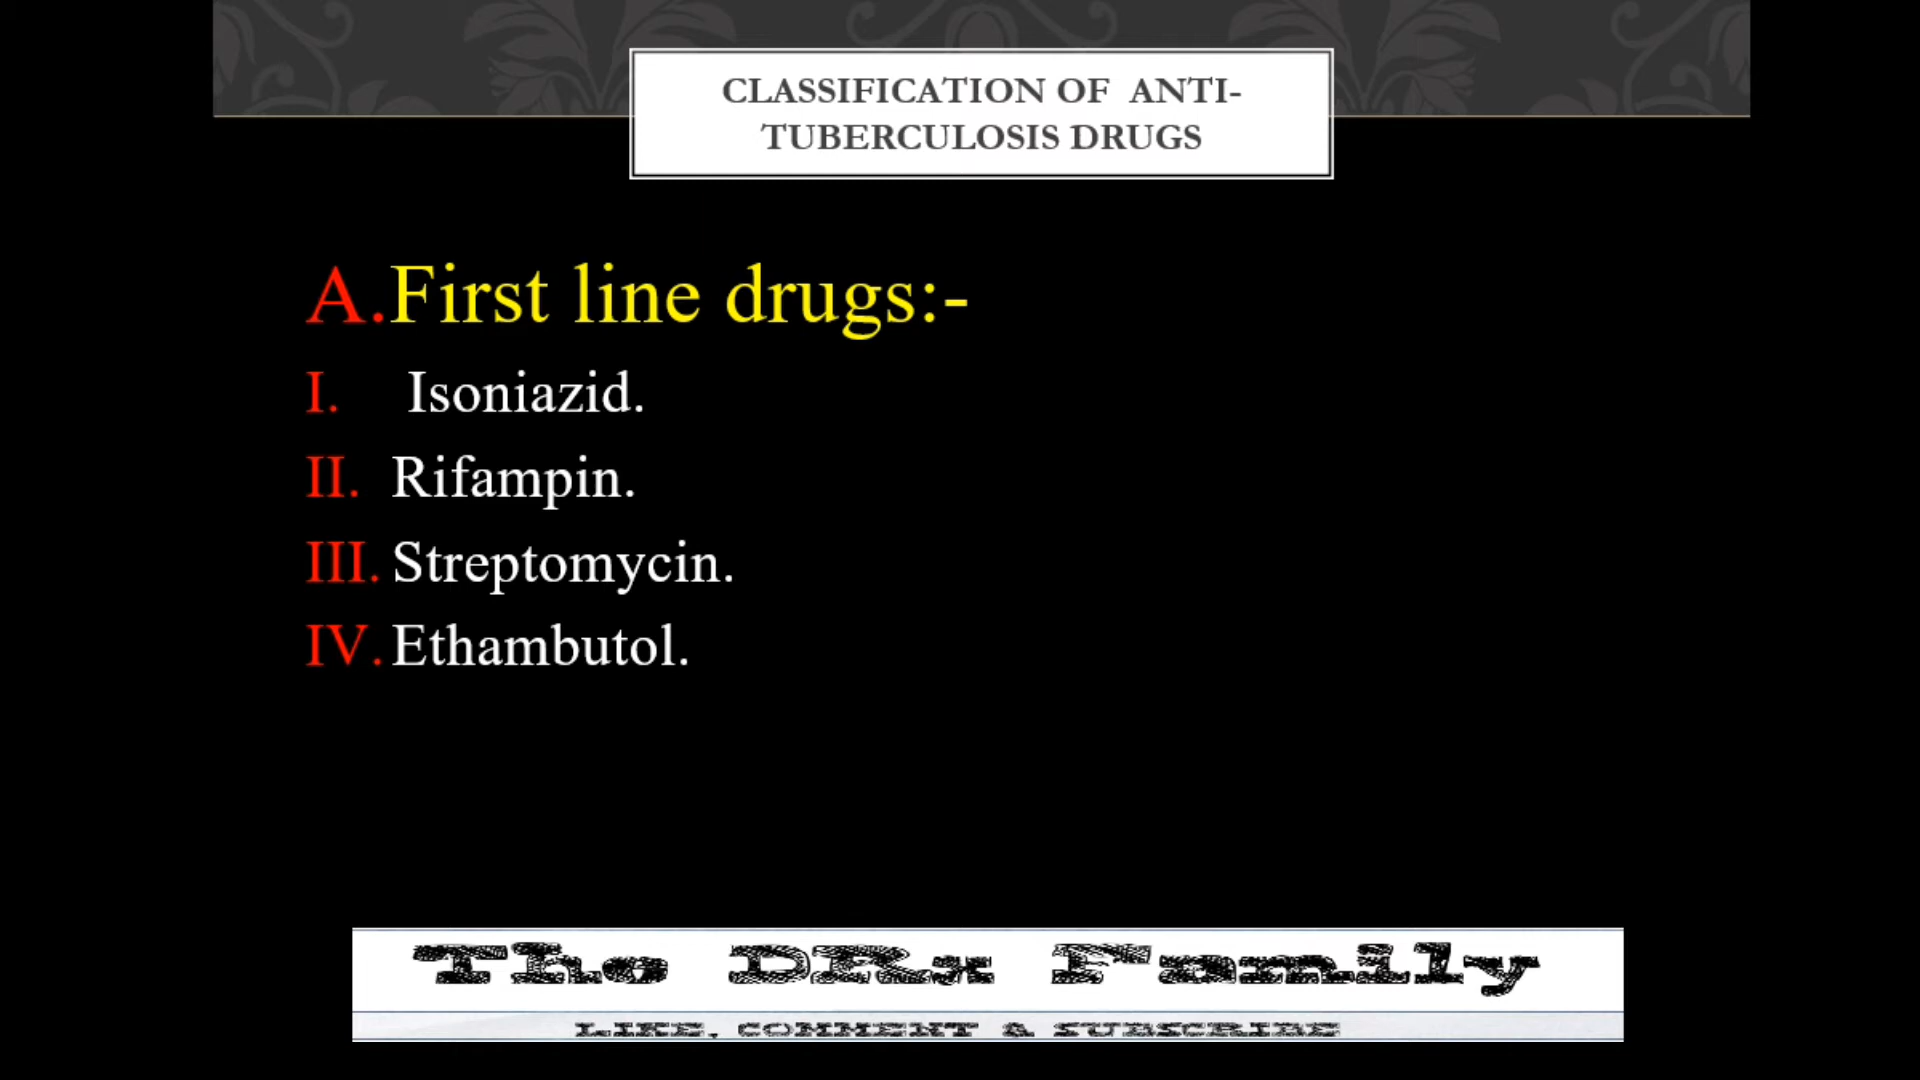 CLASSIFICATION OF ANTI-
TUBERCULOSIS DRUGS
A.First line drugs:-
I. Isoniazid.
II. Rifampin.
III. Streptomycin.
IV. Ethambutol.
The DRx Family
LIKE, COMMENT & SUBSCRIBE